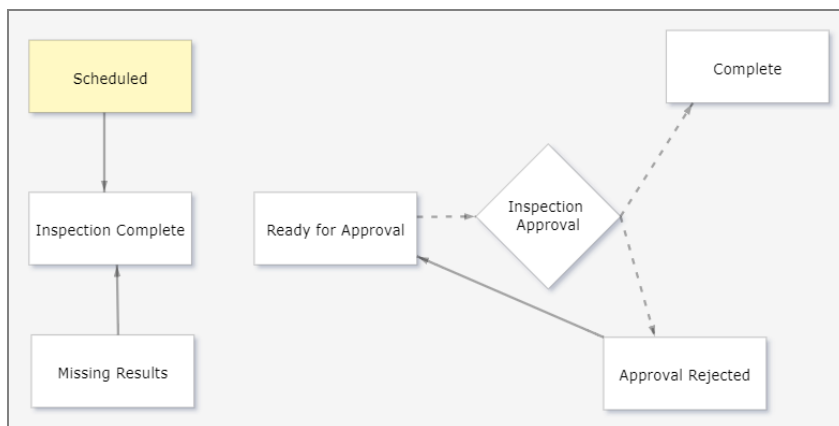 Scheduled
Complete
Inspection Complete
Ready for Approval
Inspection
Approval
Missing Results
Approval Rejected